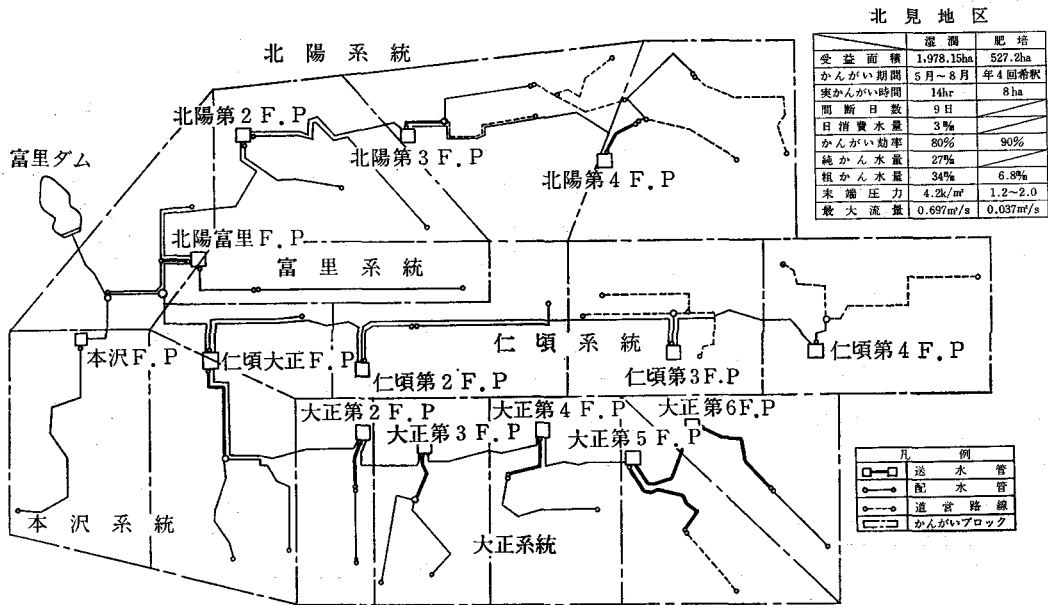 北見地区
湿潤 肥培
受益面積 1,978.15ha 527.2ha
かんがい期間 5月～8月 年4回希釈
実かんがい時間 14hr 8ha
間断日数 9日
日消費水量 3㎜
かんがい効率 80% 90%
純かん水量 27㎜
粗かん水量 34㎜ 6.8㎜
末端圧力 4.2k/m² 1.2～2.0
最大流量 0.697m³/s 0.037m³/s
北陽系統
北陽第2F.P
北陽第3F.P
北陽第4F.P
富里ダム
北陽富里F.P
富里系統
本沢F.P
仁頃大正F.P
仁頃第2F.P
仁頃系統
仁頃第3F.P
仁頃第4F.P
大正第2F.P
大正第3F.P
大正第4F.P
大正第5F.P
大正第6F.P
本沢系統
大正系統
凡例
送水管
配水管
道営路線
かんがいブロック